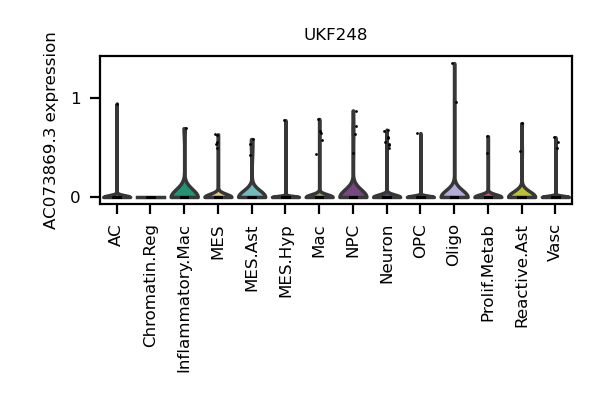 UKF248
AC073869.3 expression
1
0
AC
Chromatin.Reg
Inflammatory.Mac
MES
MES.Ast
MES.Hyp
Mac
NPC
Neuron
OPC
Oligo
Prolif.Metab
Reactive.Ast
Vasc